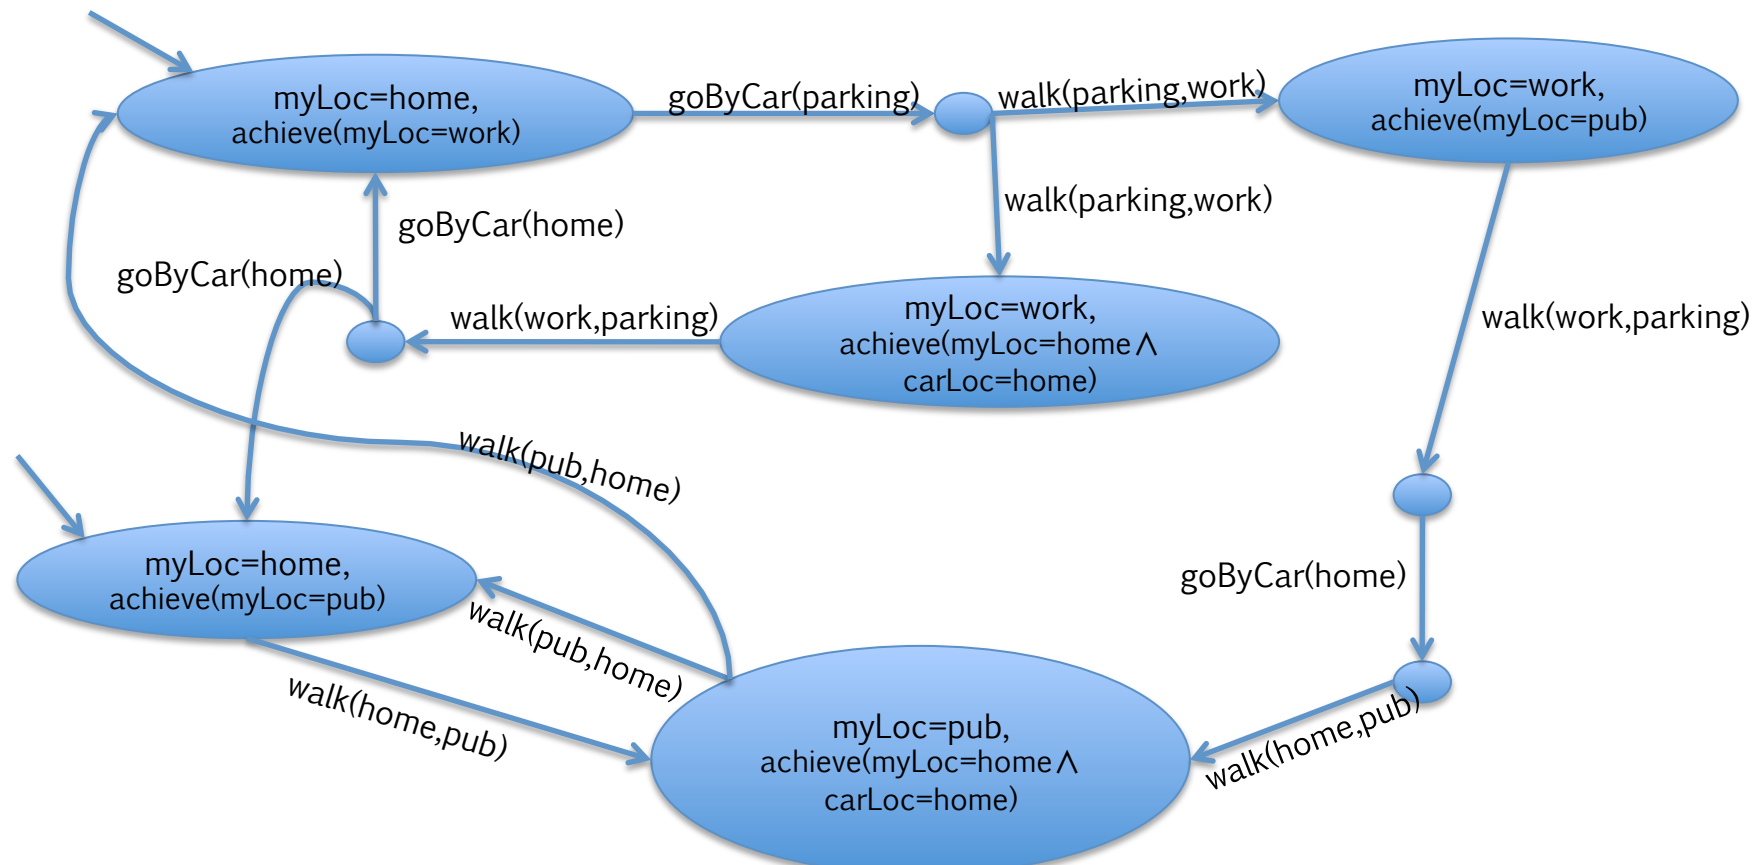 myLoc=home,
achieve(myLoc=work)
goByCar(parking)
walk(parking,work)
myLoc=work,
achieve(myLoc=pub)
walk(parking,work)
goByCar(home)
goByCar(home)
walk(work,parking)
myLoc=work,
achieve(myLoc=home∧
carLoc=home)
walk(work,parking)
walk(pub,home)
myLoc=home,
achieve(myLoc=pub)
walk(pub,home)
goByCar(home)
walk(home,pub)
myLoc=pub,
achieve(myLoc=home∧
carLoc=home)
walk(home,pub)